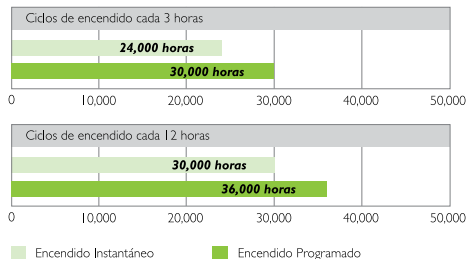 Ciclos de encendido cada 3 horas
24,000 horas
30,000 horas
0 10,000 20,000 30,000 40,000 50,000
Ciclos de encendido cada 12 horas
30,000 horas
36,000 horas
0 10,000 20,000 30,000 40,000 50,000
Encendido Instantáneo Encendido Programado